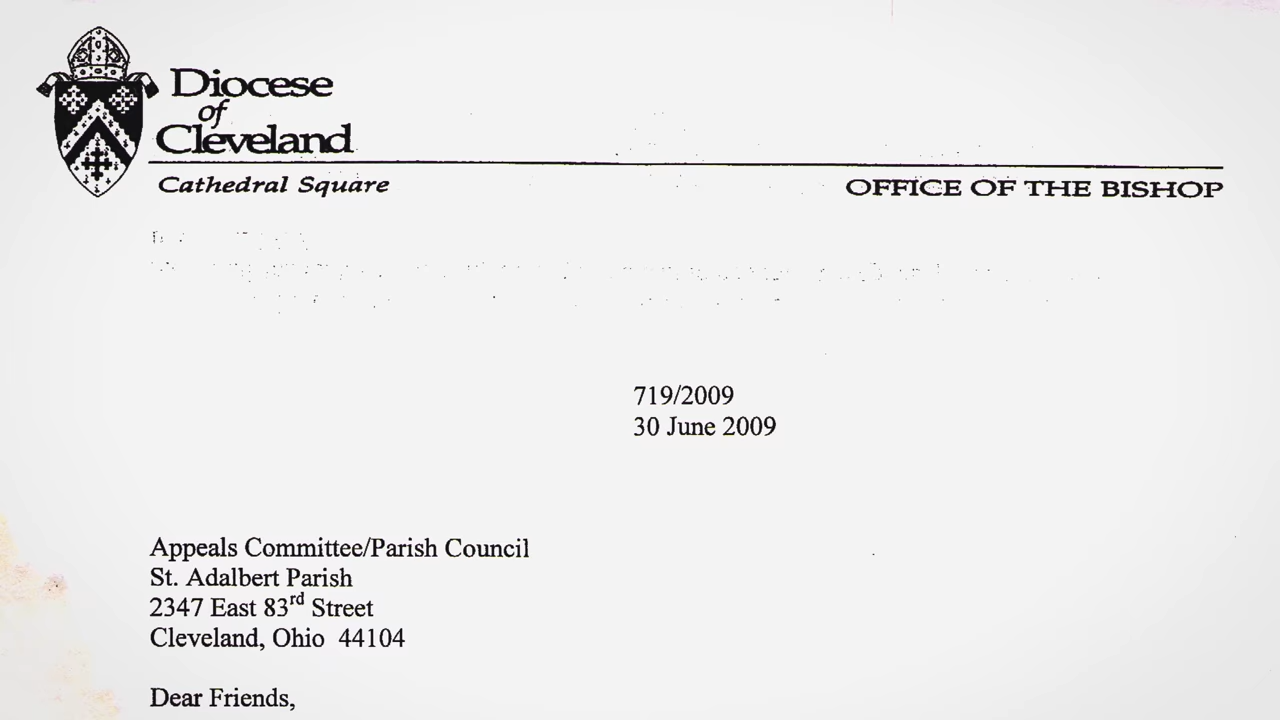 Diocese
of
Cleveland
Cathedral Square
OFFICE OF THE BISHOP
719/2009
30 June 2009
Appeals Committee/Parish Council
St. Adalbert Parish
2347 East 83rd Street
Cleveland, Ohio  44104
Dear Friends,